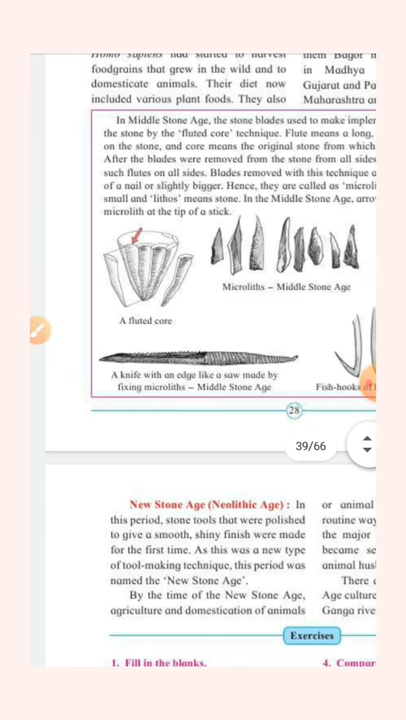 Homo sapiens had started to harvest
foodgrains that grew in the wild and to
domesticate animals. Their diet now
included various plant foods. They also
them Bagor
in Madhya
Gujarat and Pa
Maharashtra ar
In Middle Stone Age, the stone blades used to make impler
the stone by the ‘fluted core’ technique. Flute means a long,
on the stone, and core means the original stone from which
After the blades were removed from the stone from all sides
such flutes on all sides. Blades removed with this technique a
of a nail or slightly bigger. Hence, they are called as ‘microli
small and ‘lithos’ means stone. In the Middle Stone Age, arro
microlith at the tip of a stick.
Microliths – Middle Stone Age
A fluted core
A knife with an edge like a saw made by
fixing microliths – Middle Stone Age
Fish-hooks of
28
39/66
New Stone Age (Neolithic Age) : In
this period, stone tools that were polished
to give a smooth, shiny finish were made
for the first time. As this was a new type
of tool-making technique, this period was
named the ‘New Stone Age’.
By the time of the New Stone Age,
agriculture and domestication of animals
or animal
routine way
the major
became se
animal hus
There
Age culture
Ganga rive
Exercises
1. Fill in the blanks.
4. Compar